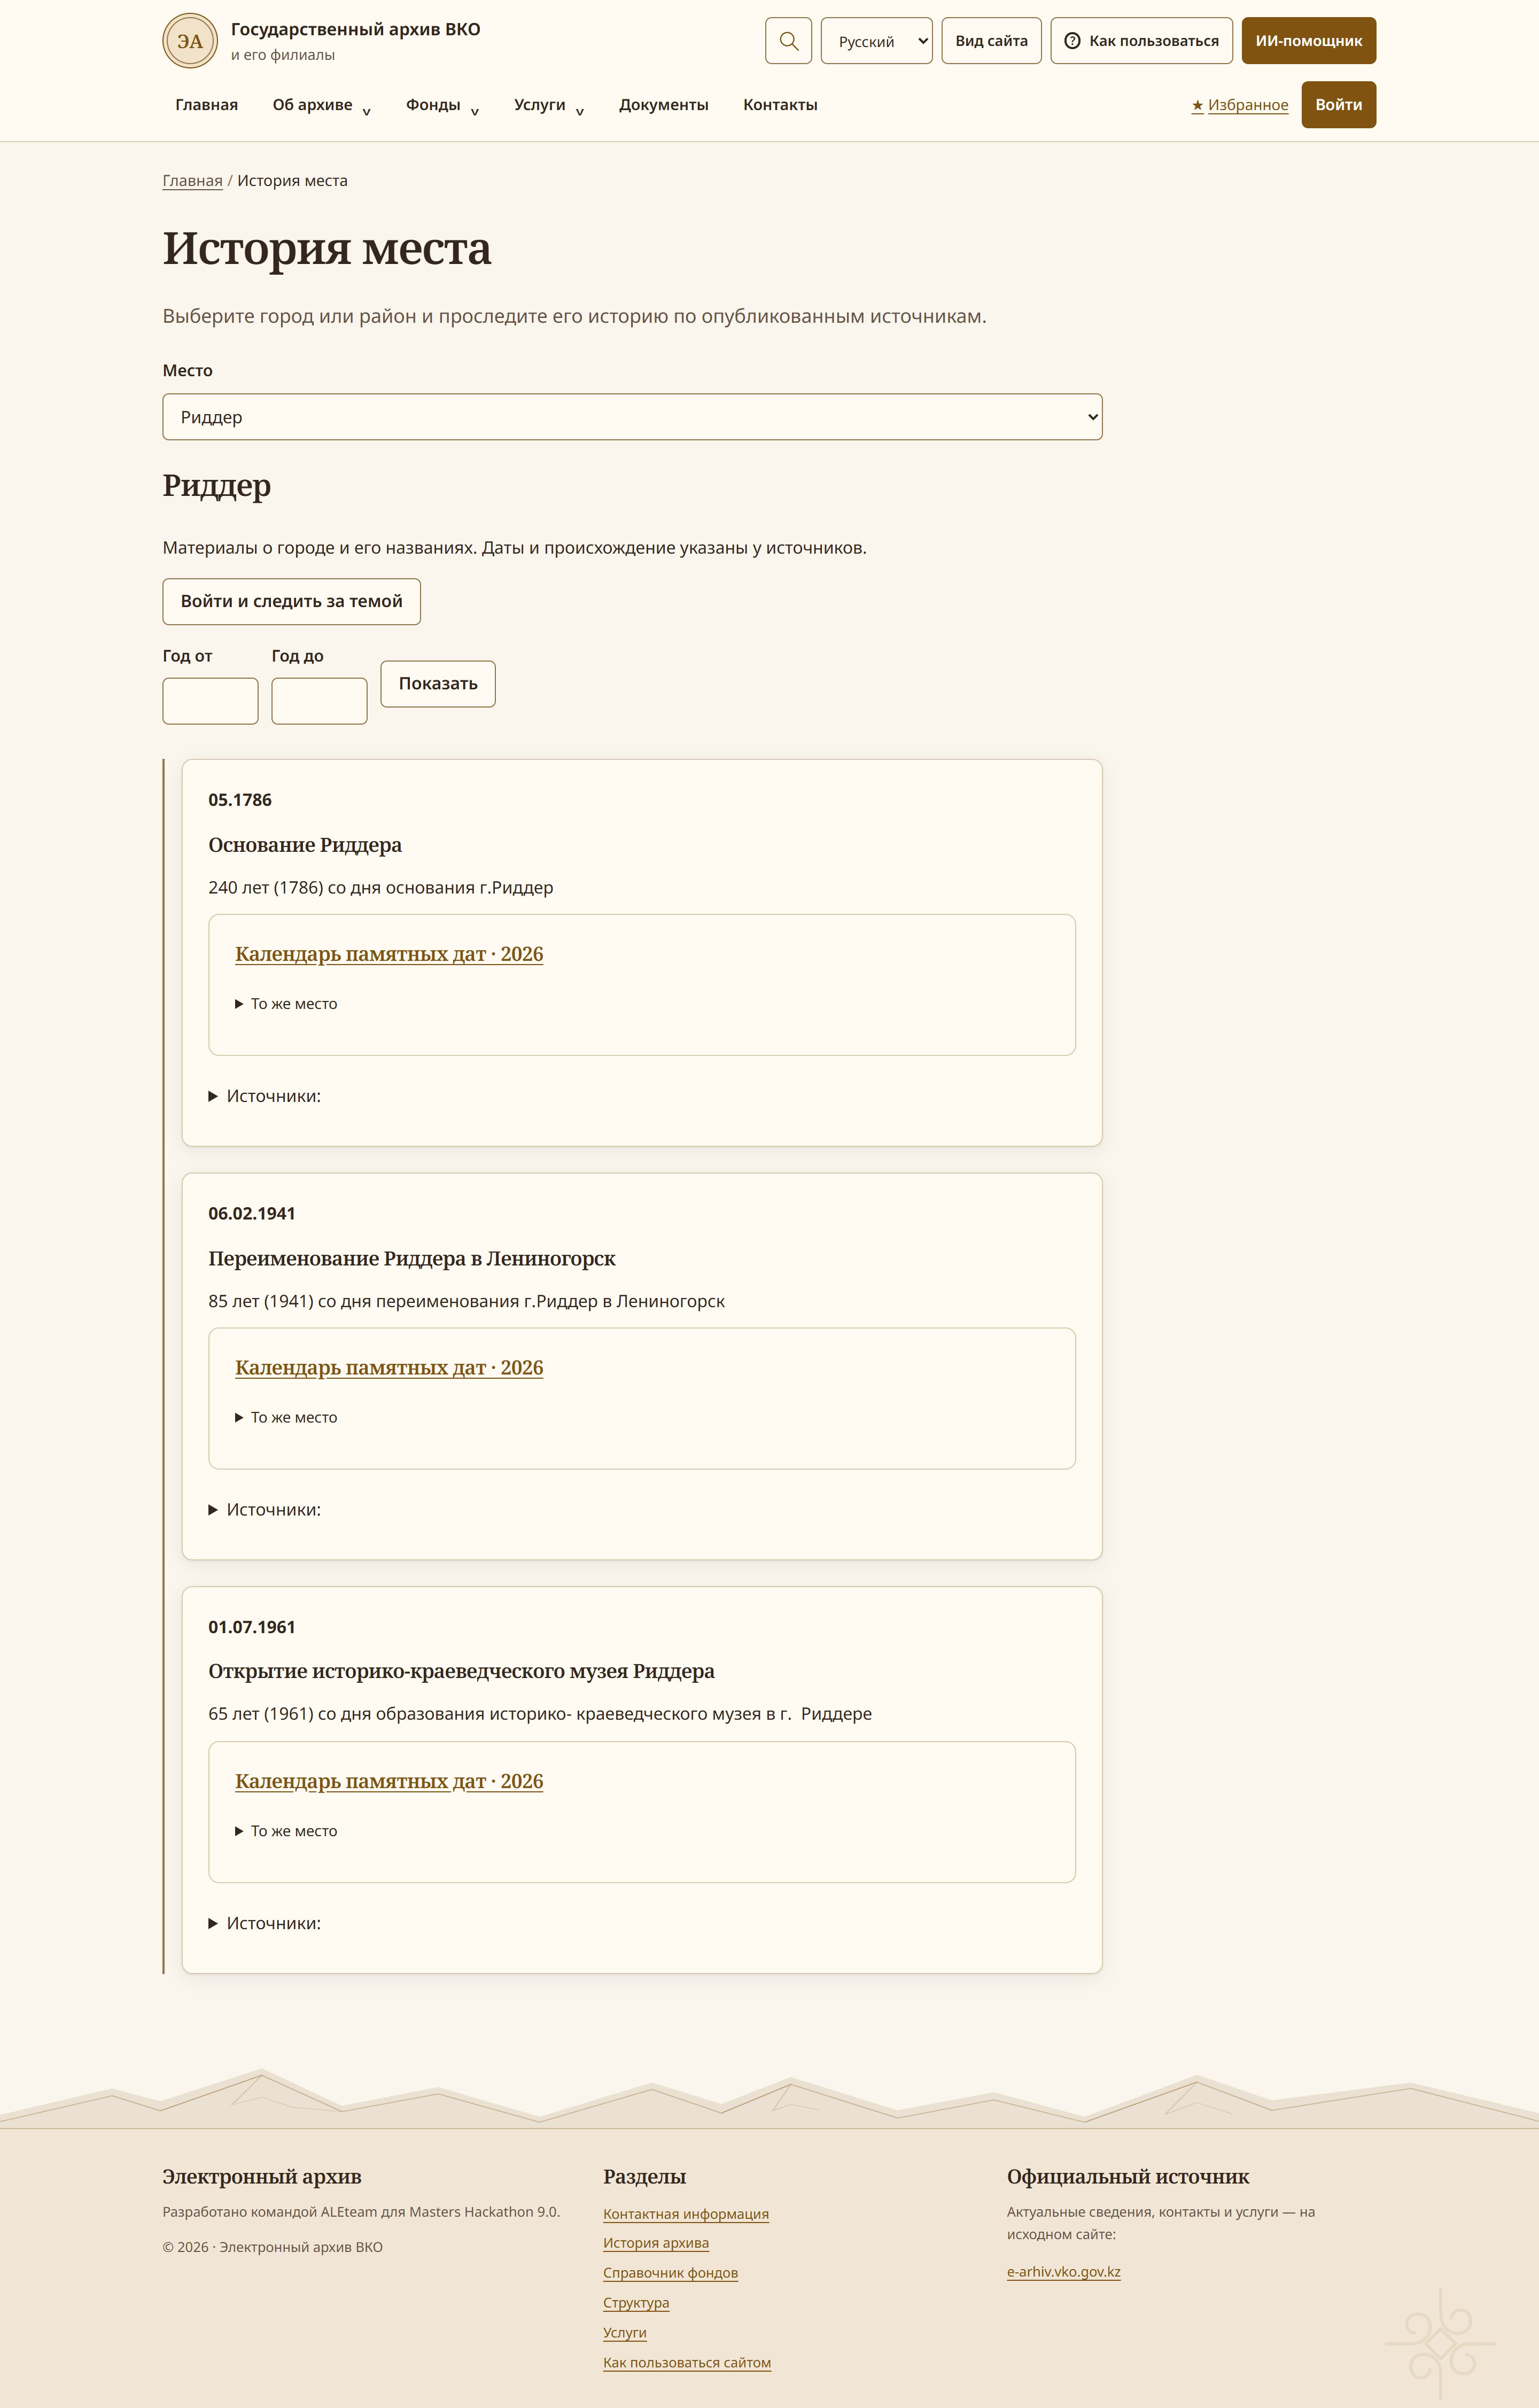 ЭА
Государственный архив ВКО
и его филиалы
Русский
Вид сайта
? Как пользоваться
ИИ-помощник
Главная
Об архиве
Фонды
Услуги
Документы
Контакты
★ Избранное
Войти
Главная / История места
История места
Выберите город или район и проследите его историю по опубликованным источникам.
Место
Риддер
Риддер
Материалы о городе и его названиях. Даты и происхождение указаны у источников.
Войти и следить за темой
Год от
Год до
Показать
05.1786
Основание Риддера
240 лет (1786) со дня основания г.Риддер
Календарь памятных дат · 2026
То же место
Источники:
06.02.1941
Переименование Риддера в Лениногорск
85 лет (1941) со дня переименования г.Риддер в Лениногорск
Календарь памятных дат · 2026
То же место
Источники:
01.07.1961
Открытие историко-краеведческого музея Риддера
65 лет (1961) со дня образования историко- краеведческого музея в г.  Риддере
Календарь памятных дат · 2026
То же место
Источники:
Электронный архив
Разработано командой ALEteam для Masters Hackathon 9.0.
© 2026 · Электронный архив ВКО
Разделы
Контактная информация
История архива
Справочник фондов
Структура
Услуги
Как пользоваться сайтом
Официальный источник
Актуальные сведения, контакты и услуги — на
исходном сайте:
e-arhiv.vko.gov.kz